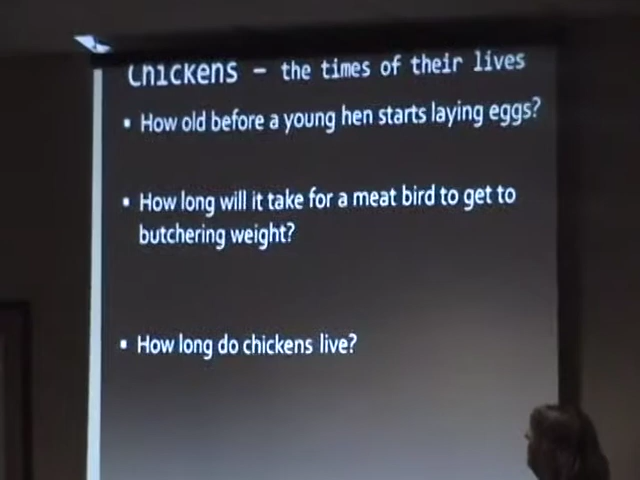 Chickens – the times of their lives
▪ How old before a young hen starts laying eggs?
▪ How long will it take for a meat bird to get to
butchering weight?
▪ How long do chickens live?